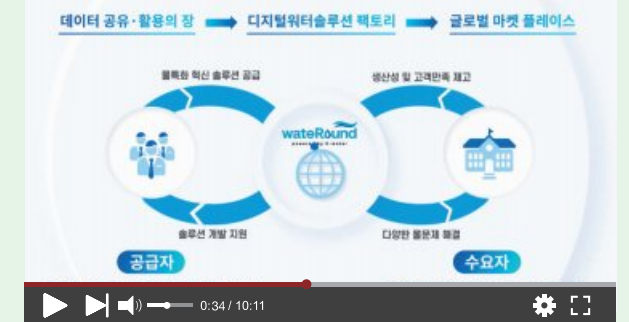 데이터 공유·활용의 장 디지털워터솔루션 팩토리 글로벌 마켓 플레이스
물특화 혁신 솔루션 공급 생산성 및 고객만족 제고
wateRound
솔루션 개발 지원 다양한 물문제 해결
공급자 수요자
0:34 / 10:11